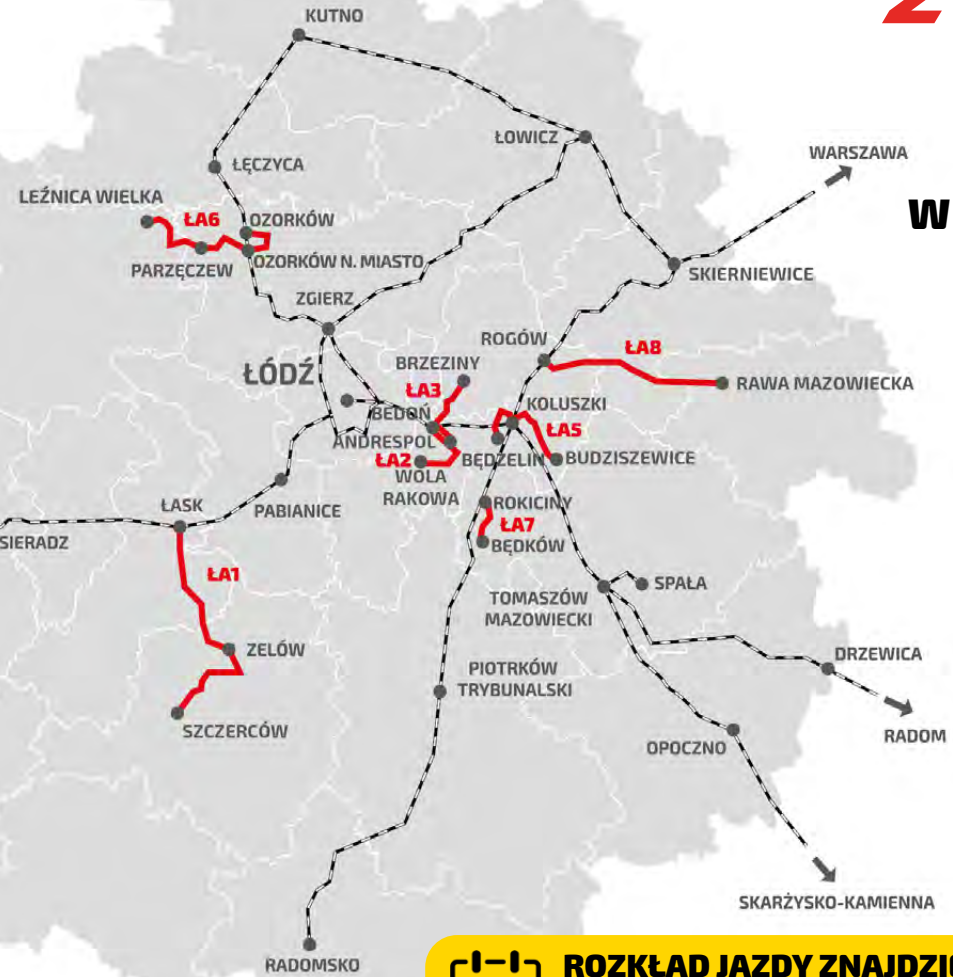 KUTNO
Z
ŁOWICZ
WARSZAWA
ŁĘCZYCA
LEŹNICA WIELKA
W
ŁA6
OZORKÓW
PARZĘCZEW
OZORKÓW N. MIASTO
SKIERNIEWICE
ZGIERZ
ROGÓW
ŁA8
ŁÓDŹ
BRZEZINY
RAWA MAZOWIECKA
ŁA3
KOLUSZKI
BEDOŃ
ŁA5
ANDRESPOL
ŁA2
BĘDZELIN
BUDZISZEWICE
WOLA
RAKOWA
ŁASK
PABIANICE
ROKICINY
ŁA7
SIERADZ
BĘDKÓW
ŁA1
SPAŁA
TOMASZÓW
MAZOWIECKI
ZELÓW
DRZEWICA
PIOTRKÓW
TRYBUNALSKI
SZCZERCÓW
RADOM
OPOCZNO
SKARŻYSKO-KAMIENNA
RADOMSKO
ROZKŁAD JAZDY ZNAJDZIE